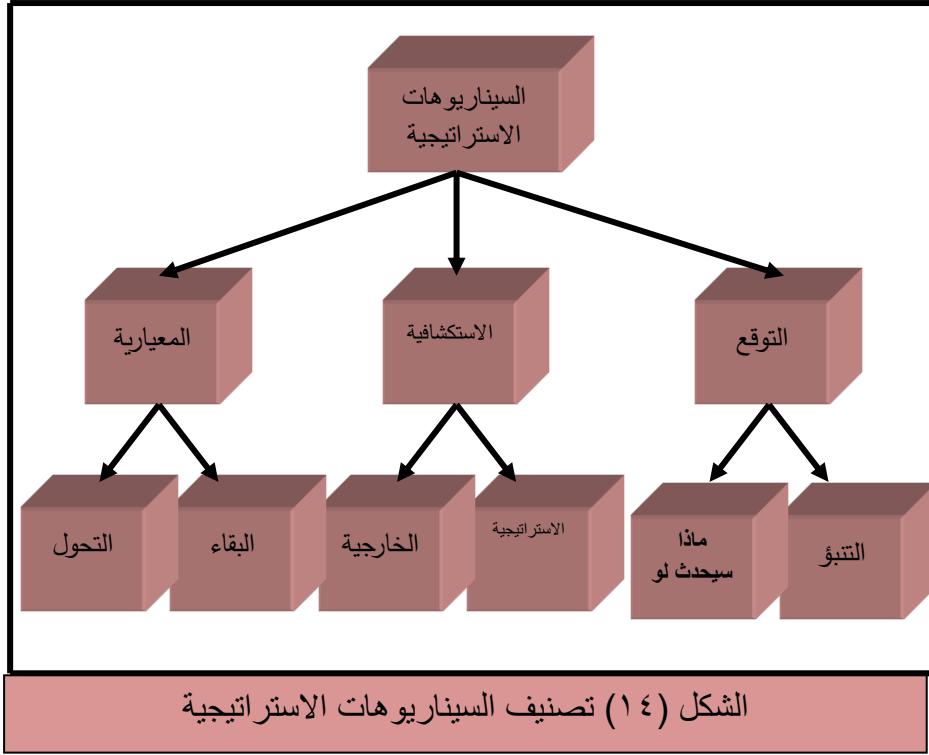 السيناريوهات
الاستراتيجية
التوقع
الاستكشافية
المعيارية
التنبؤ
ماذا
سيحدث لو
الاستراتيجية
الخارجية
البقاء
التحول
الشكل (١٤) تصنيف السيناريوهات الاستراتيجية